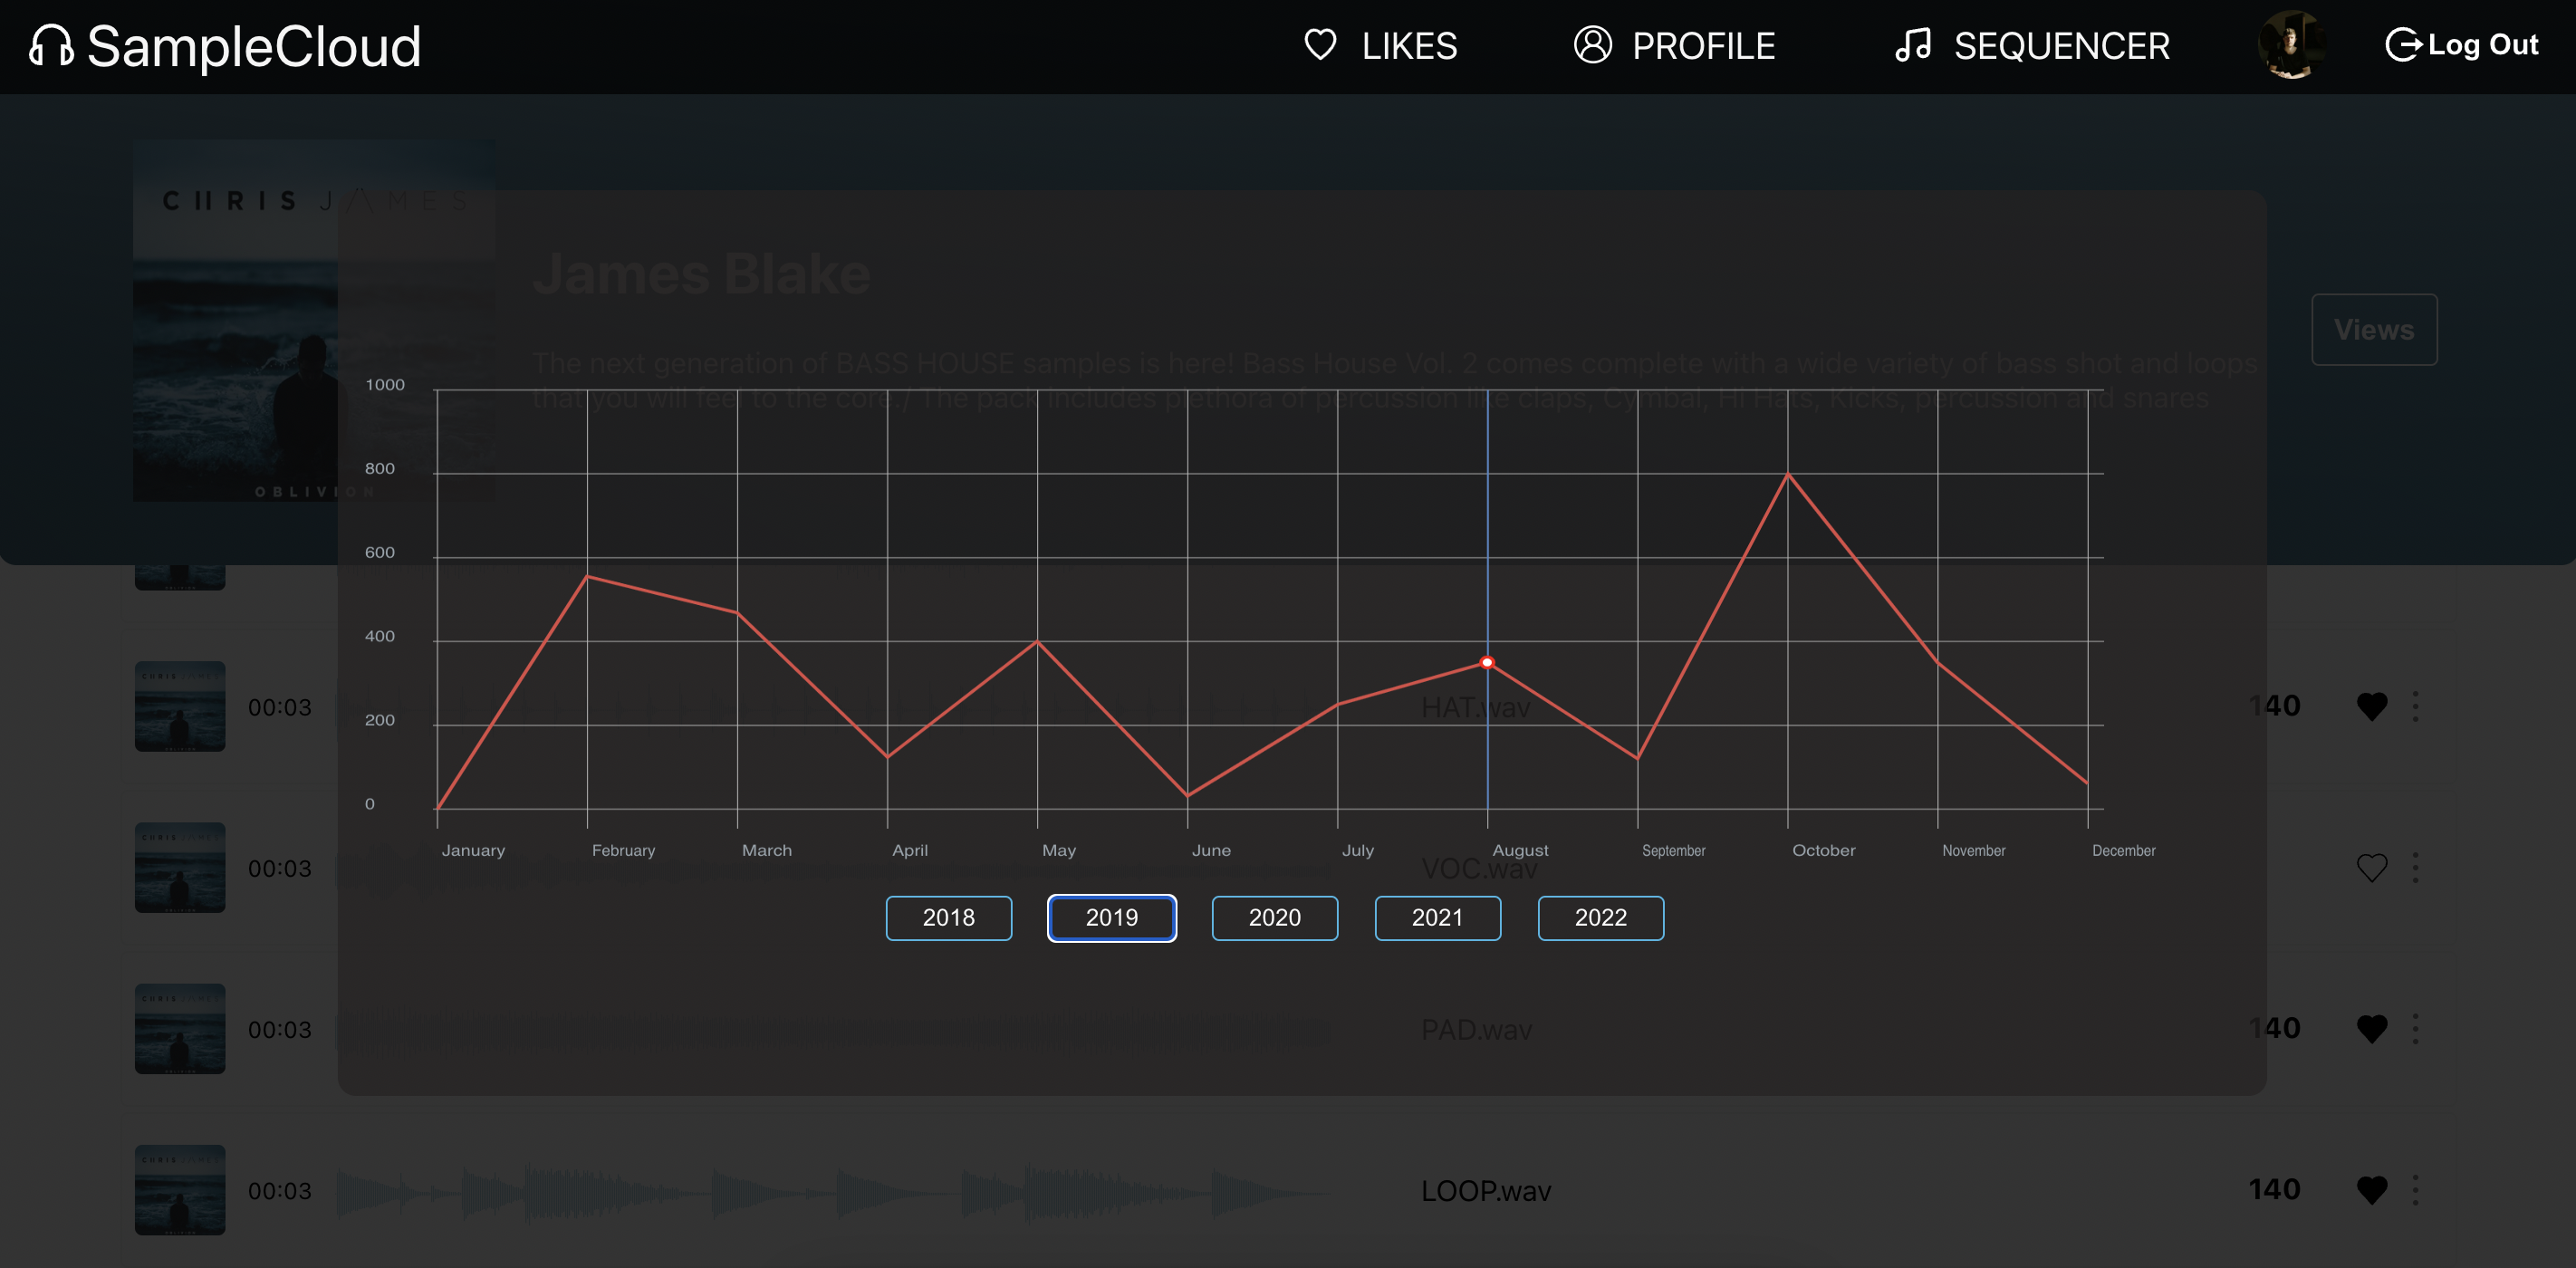 SampleCloud LIKES PROFILE SEQUENCER Log Out
CHRIS JAMES
OBLIVION
James Blake
The next generation of BASS HOUSE samples is here! Bass House Vol. 2 comes complete with a wide variety of bass shot and loops
that you will feel to the core./ The pack includes plethora of percussion like claps, Cymbal, Hi Hats, Kicks, percussion and snares
Views
1000
800
600
400
200
0
January February March April May June July August September October November December
2018 2019 2020 2021 2022
00:03 HAT.wav 140
00:03 VOC.wav
00:03 PAD.wav 140
00:03 LOOP.wav 140